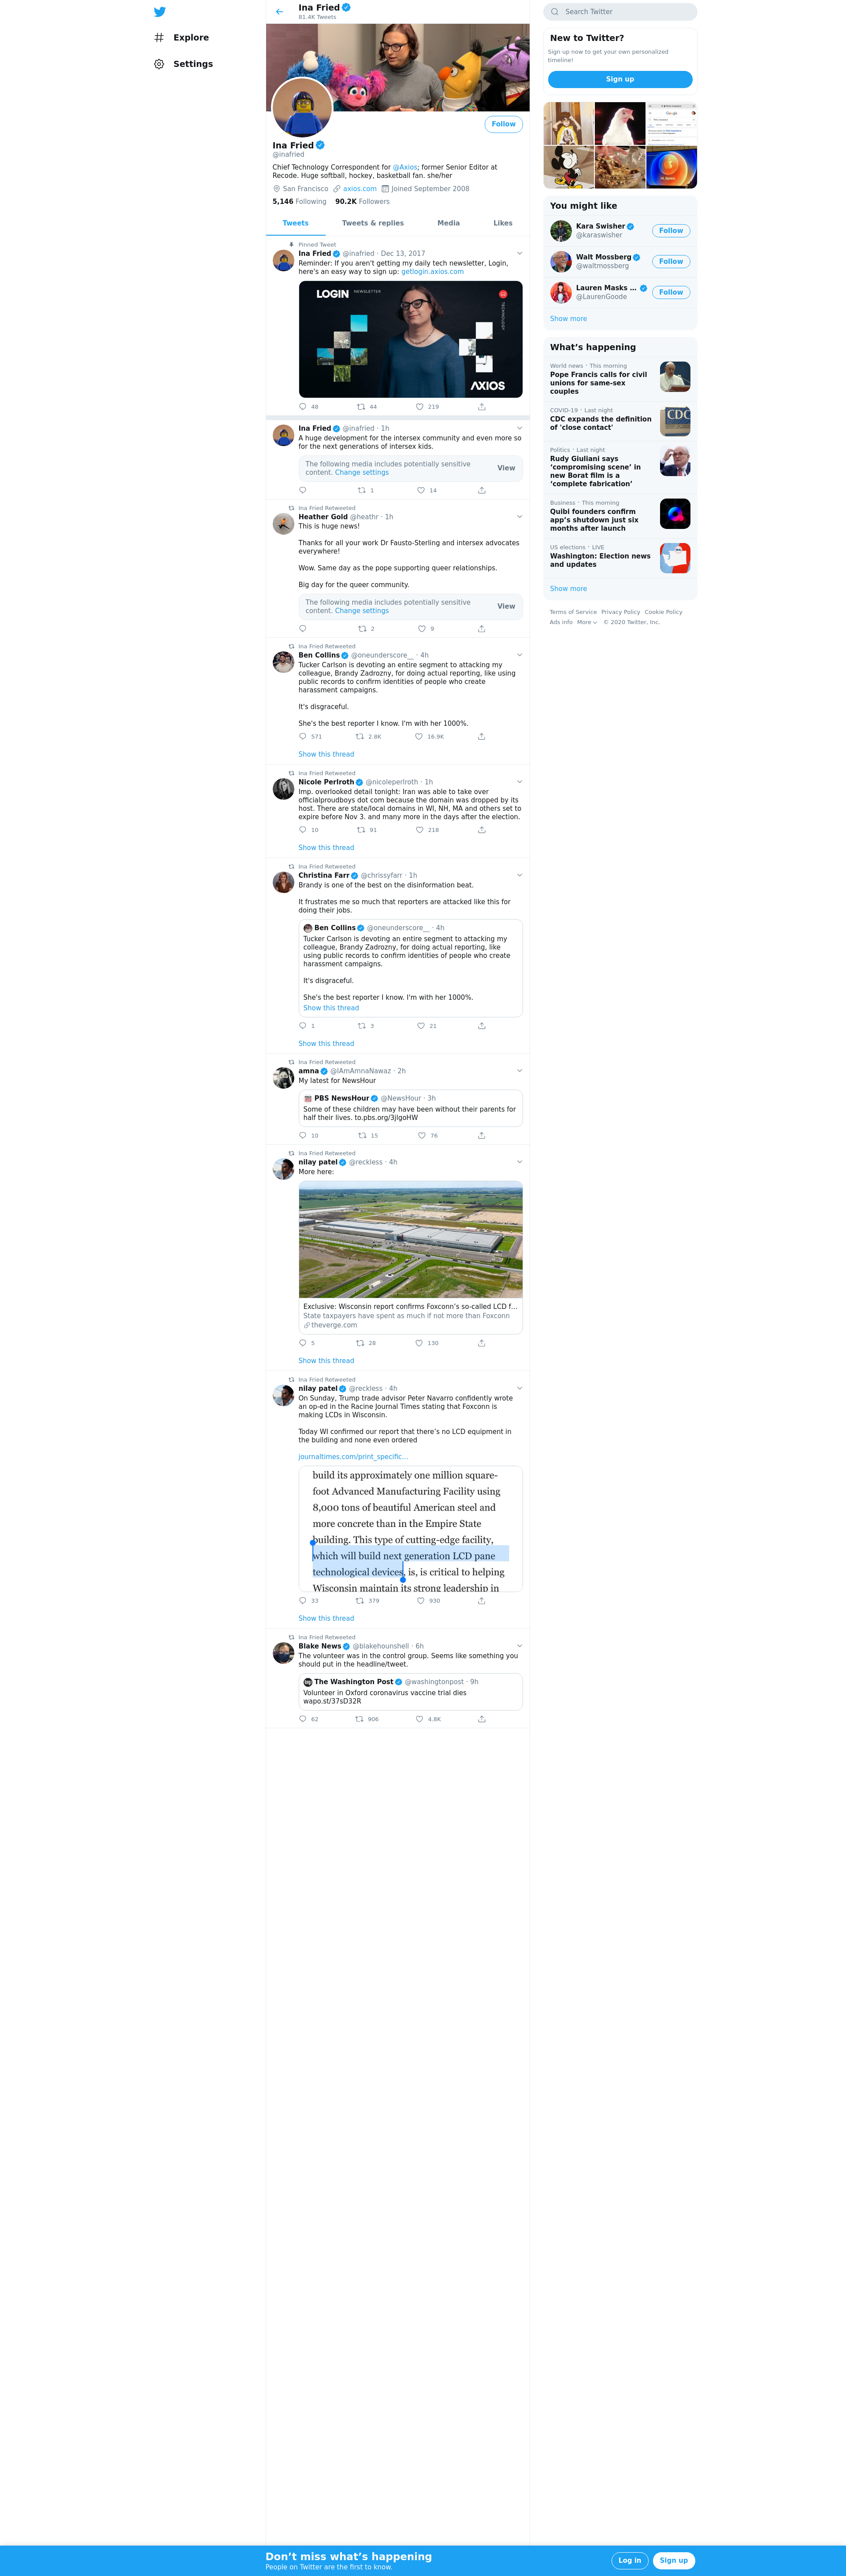 Explore
Settings
Ina Fried
81.4K Tweets
Follow
Ina Fried
@inafried
Chief Technology Correspondent for @Axios; former Senior Editor at
Recode. Huge softball, hockey, basketball fan. she/her
San Francisco axios.com Joined September 2008
5,146 Following 90.2K Followers
Tweets Tweets & replies Media Likes
Pinned Tweet
Ina Fried @inafried · Dec 13, 2017
Reminder: If you aren't getting my daily tech newsletter, Login,
here's an easy way to sign up: getlogin.axios.com
LOGIN NEWSLETTER
TECHNOLOGY
AXIOS
48 44 219
Ina Fried @inafried · 1h
A huge development for the intersex community and even more so
for the next generations of intersex kids.
The following media includes potentially sensitive
content. Change settings
View
1 14
Ina Fried Retweeted
Heather Gold @heathr · 1h
This is huge news!
Thanks for all your work Dr Fausto-Sterling and intersex advocates
everywhere!
Wow. Same day as the pope supporting queer relationships.
Big day for the queer community.
The following media includes potentially sensitive
content. Change settings
View
2 9
Ina Fried Retweeted
Ben Collins @oneunderscore__ · 4h
Tucker Carlson is devoting an entire segment to attacking my
colleague, Brandy Zadrozny, for doing actual reporting, like using
public records to confirm identities of people who create
harassment campaigns.
It's disgraceful.
She's the best reporter I know. I'm with her 1000%.
571 2.8K 16.9K
Show this thread
Ina Fried Retweeted
Nicole Perlroth @nicoleperlroth · 1h
Imp. overlooked detail tonight: Iran was able to take over
officialproudboys dot com because the domain was dropped by its
host. There are state/local domains in WI, NH, MA and others set to
expire before Nov 3. and many more in the days after the election.
10 91 218
Show this thread
Ina Fried Retweeted
Christina Farr @chrissyfarr · 1h
Brandy is one of the best on the disinformation beat.
It frustrates me so much that reporters are attacked like this for
doing their jobs.
Ben Collins @oneunderscore__ · 4h
Tucker Carlson is devoting an entire segment to attacking my
colleague, Brandy Zadrozny, for doing actual reporting, like
using public records to confirm identities of people who create
harassment campaigns.
It's disgraceful.
She's the best reporter I know. I'm with her 1000%.
Show this thread
1 3 21
Show this thread
Ina Fried Retweeted
amna @IAmAmnaNawaz · 2h
My latest for NewsHour
PBS NewsHour @NewsHour · 3h
Some of these children may have been without their parents for
half their lives. to.pbs.org/3jlgoHW
10 15 76
Ina Fried Retweeted
nilay patel @reckless · 4h
More here:
Exclusive: Wisconsin report confirms Foxconn's so-called LCD f...
State taxpayers have spent as much if not more than Foxconn
theverge.com
5 28 130
Show this thread
Ina Fried Retweeted
nilay patel @reckless · 4h
On Sunday, Trump trade advisor Peter Navarro confidently wrote
an op-ed in the Racine Journal Times stating that Foxconn is
making LCDs in Wisconsin.
Today WI confirmed our report that there's no LCD equipment in
the building and none even ordered
journaltimes.com/print_specific...
build its approximately one million square-
foot Advanced Manufacturing Facility using
8,000 tons of beautiful American steel and
more concrete than in the Empire State
building. This type of cutting-edge facility,
which will build next generation LCD pane
technological devices, is, is critical to helping
Wisconsin maintain its strong leadership in
33 379 930
Show this thread
Ina Fried Retweeted
Blake News @blakehounshell · 6h
The volunteer was in the control group. Seems like something you
should put in the headline/tweet.
The Washington Post @washingtonpost · 9h
Volunteer in Oxford coronavirus vaccine trial dies
wapo.st/37sD32R
62 906 4.8K
Search Twitter
New to Twitter?
Sign up now to get your own personalized
timeline!
Sign up
Google
You might like
Kara Swisher
@karaswisher
Follow
Walt Mossberg
@waltmossberg
Follow
Lauren Masks ...
@LaurenGoode
Follow
Show more
What's happening
World news · This morning
Pope Francis calls for civil
unions for same-sex
couples
COVID-19 · Last night
CDC expands the definition
of 'close contact'
CDC
Politics · Last night
Rudy Giuliani says
'compromising scene' in
new Borat film is a
'complete fabrication'
Business · This morning
Quibi founders confirm
app's shutdown just six
months after launch
US elections · LIVE
Washington: Election news
and updates
Show more
Terms of Service Privacy Policy Cookie Policy
Ads info More © 2020 Twitter, Inc.
Don't miss what's happening
People on Twitter are the first to know.
Log in
Sign up